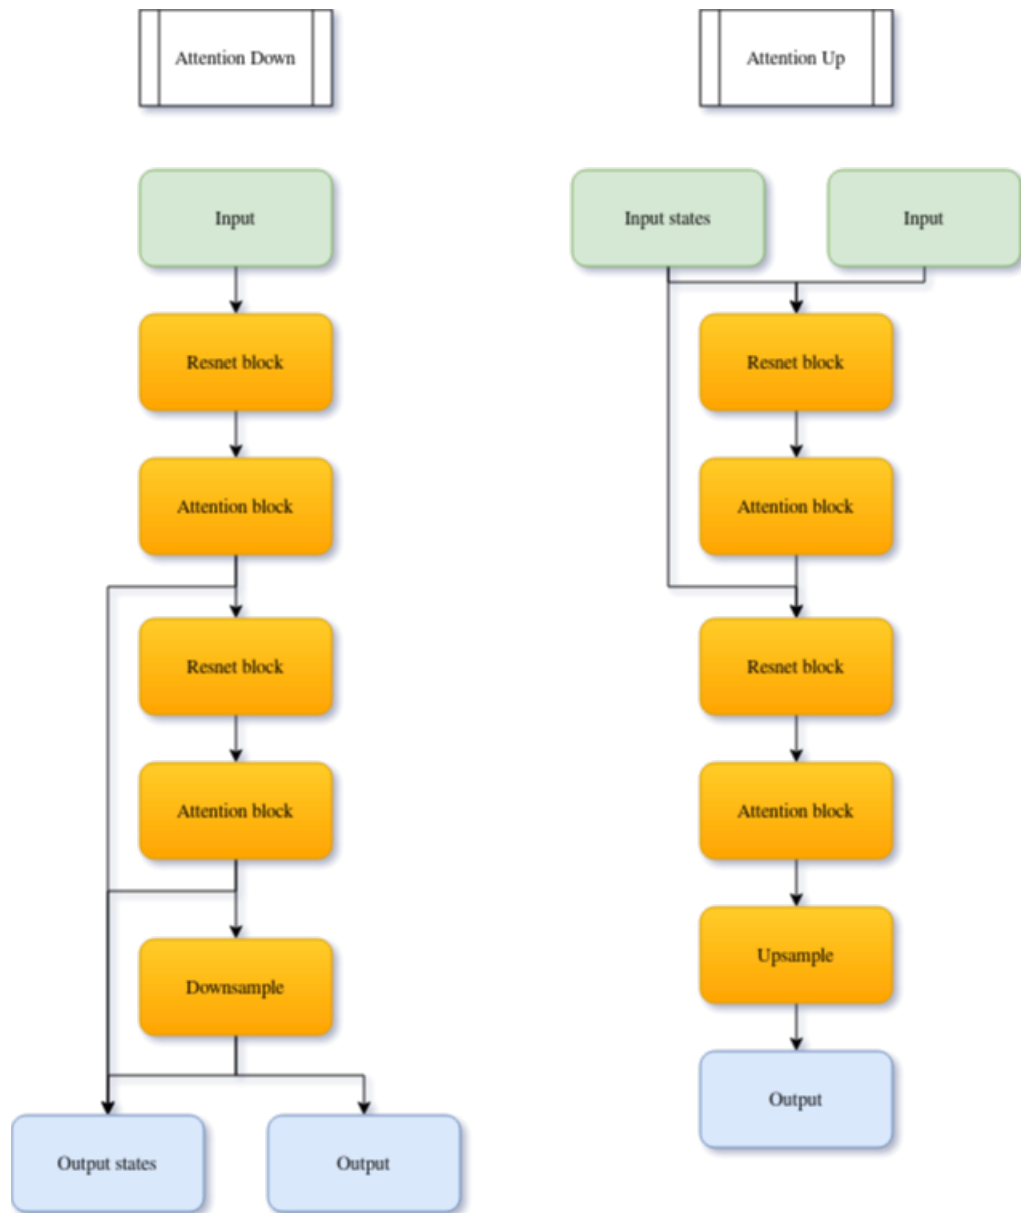 Attention Down
Input
Resnet block
Attention block
Resnet block
Attention block
Downsample
Output states
Output
Attention Up
Input states
Input
Resnet block
Attention block
Resnet block
Attention block
Upsample
Output